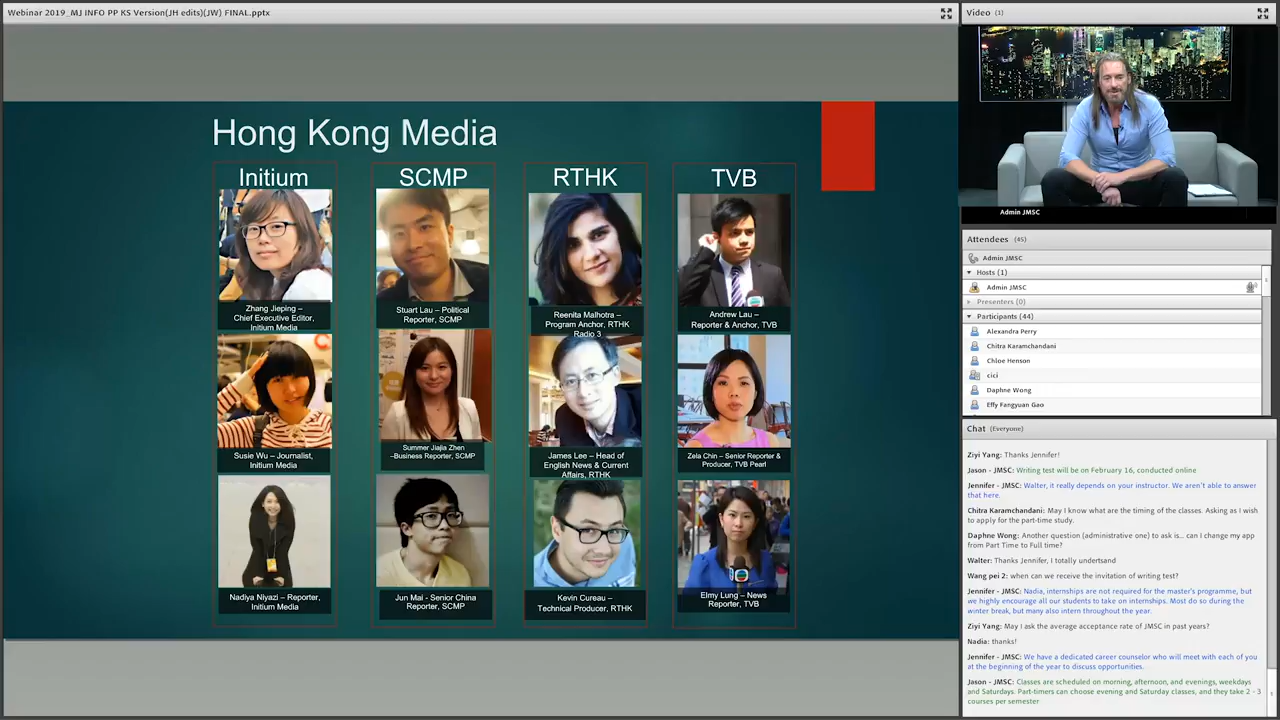 Webinar 2019_MJ INFO PP KS Version(JH edits)(JW) FINAL.pptx
Hong Kong Media
Initium
Zhang Jieping –
Chief Executive Editor,
Initium Media
Susie Wu – Journalist,
Initium Media
Nadiya Niyazi – Reporter,
Initium Media
SCMP
Stuart Lau – Political
Reporter, SCMP
Summer Jiajia Zhen
–Business Reporter, SCMP
Jun Mai - Senior China
Reporter, SCMP
RTHK
Reenita Malhotra –
Program Anchor, RTHK
Radio 3
James Lee – Head of
English News & Current
Affairs, RTHK
Kevin Cureau –
Technical Producer, RTHK
TVB
Andrew Lau –
Reporter & Anchor, TVB
Zela Chin – Senior Reporter &
Producer, TVB Pearl
Elmy Lung – News
Reporter, TVB
Video (1)
Admin JMSC
Attendees (45)
Admin JMSC
Hosts (1)
Admin JMSC
Presenters (0)
Participants (44)
Alexandra Perry
Chitra Karamchandani
Chloe Henson
cici
Daphne Wong
Effy Fangyuan Gao
Chat (Everyone)
Ziyi Yang: Thanks Jennifer!
Jason - JMSC: Writing test will be on February 16, conducted online
Jennifer - JMSC: Walter, it really depends on your instructor. We aren't able to answer
that here.
Chitra Karamchandani: May I know what are the timing of the classes. Asking as I wish
to apply for the part-time study.
Daphne Wong: Another question (administrative one) to ask is... can I change my app
from Part Time to Full time?
Walter: Thanks Jennifer, I totally undertsand
Wang pei 2: when can we receive the invitation of writing test?
Jennifer - JMSC: Nadia, internships are not required for the master's programme, but
we highly encourage all our students to take on internships. Most do so during the
winter break, but many also intern throughout the year.
Ziyi Yang: May I ask the average acceptance rate of JMSC in past years?
Nadia: thanks!
Jennifer - JMSC: We have a dedicated career counselor who will meet with each of you
at the beginning of the year to discuss opportunities.
Jason - JMSC: Classes are scheduled on morning, afternoon, and evenings, weekdays
and Saturdays. Part-timers can choose evening and Saturday classes, and they take 2 - 3
courses per semester